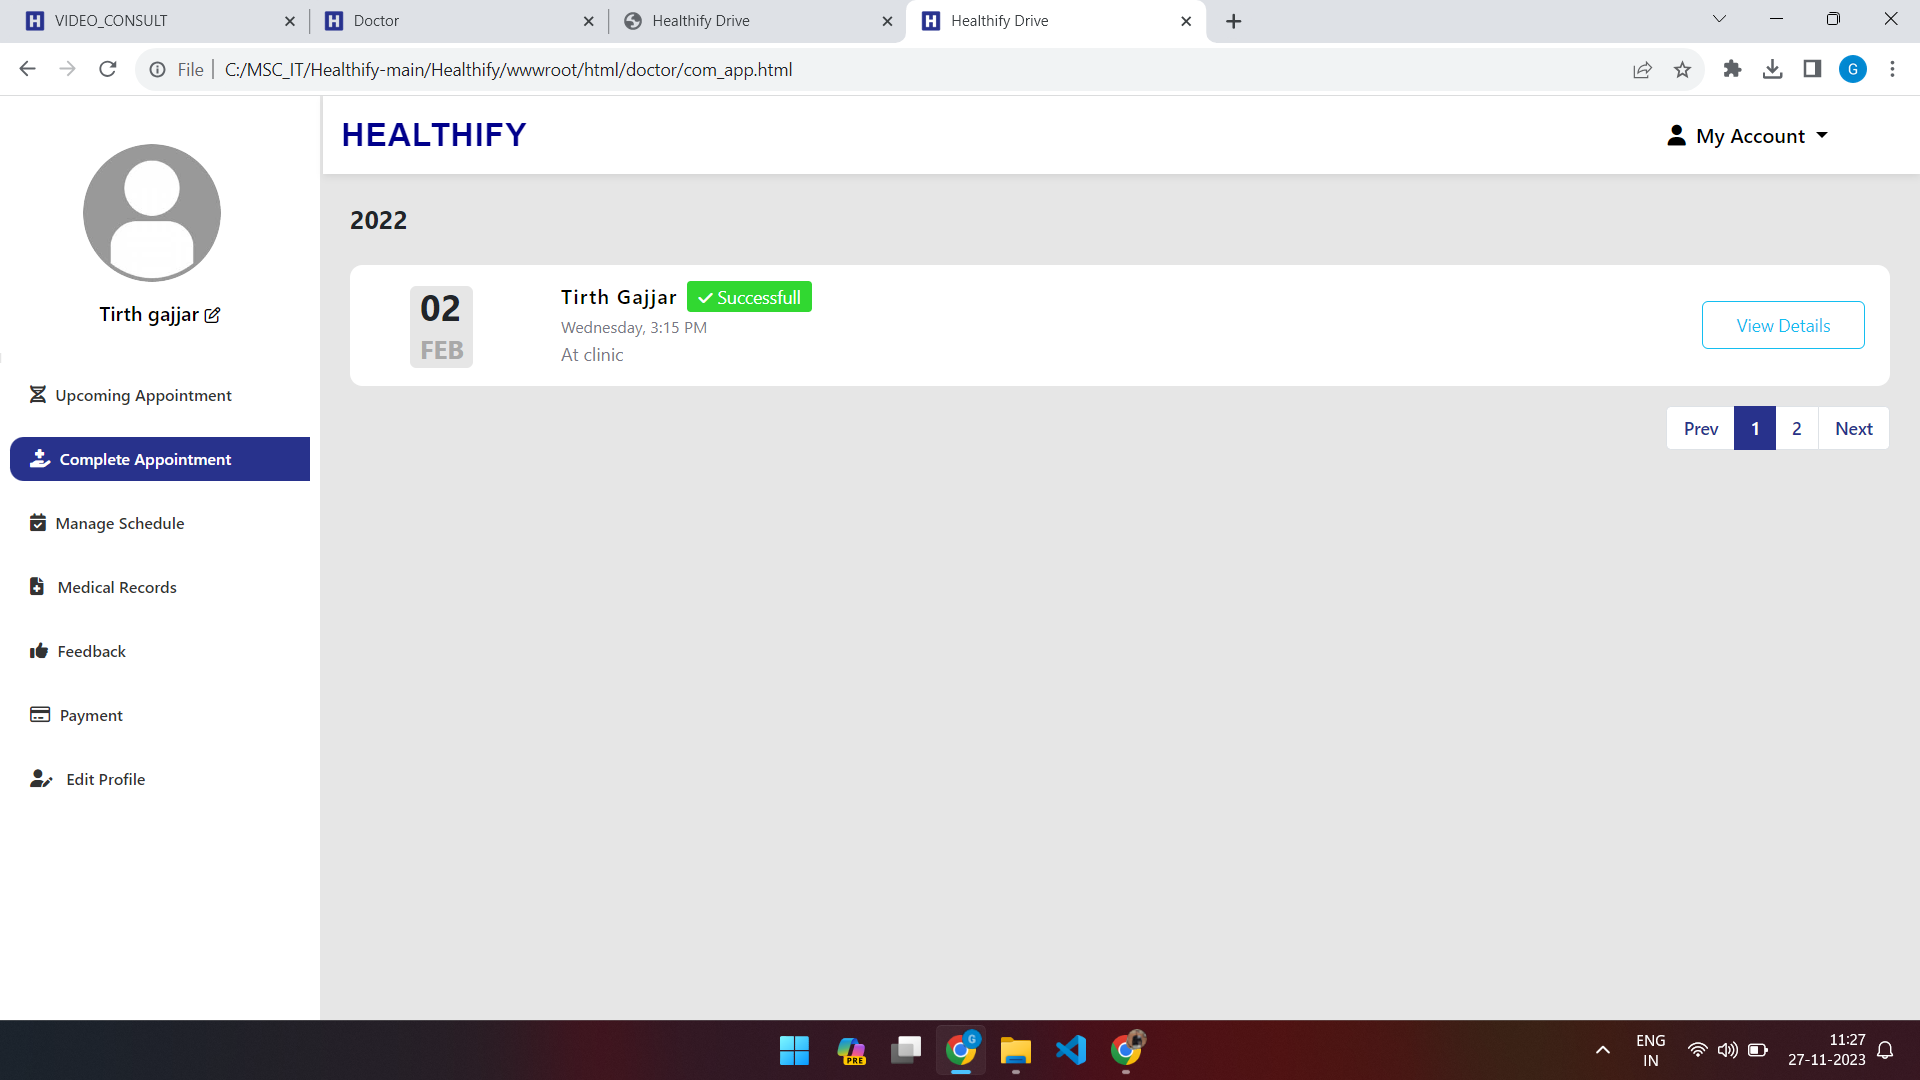 VIDEO_CONSULT
Doctor
Healthify Drive
Healthify Drive
File
C:/MSC_IT/Healthify-main/Healthify/wwwroot/html/doctor/com_app.html
G
HEALTHIFY
My Account
Tirth gajjar
Upcoming Appointment
Complete Appointment
Manage Schedule
Medical Records
Feedback
Payment
Edit Profile
2022
02
FEB
Tirth Gajjar
Successfull
Wednesday, 3:15 PM
At clinic
View Details
Prev
1
2
Next
PRE
G
ENG
IN
11:27
27-11-2023